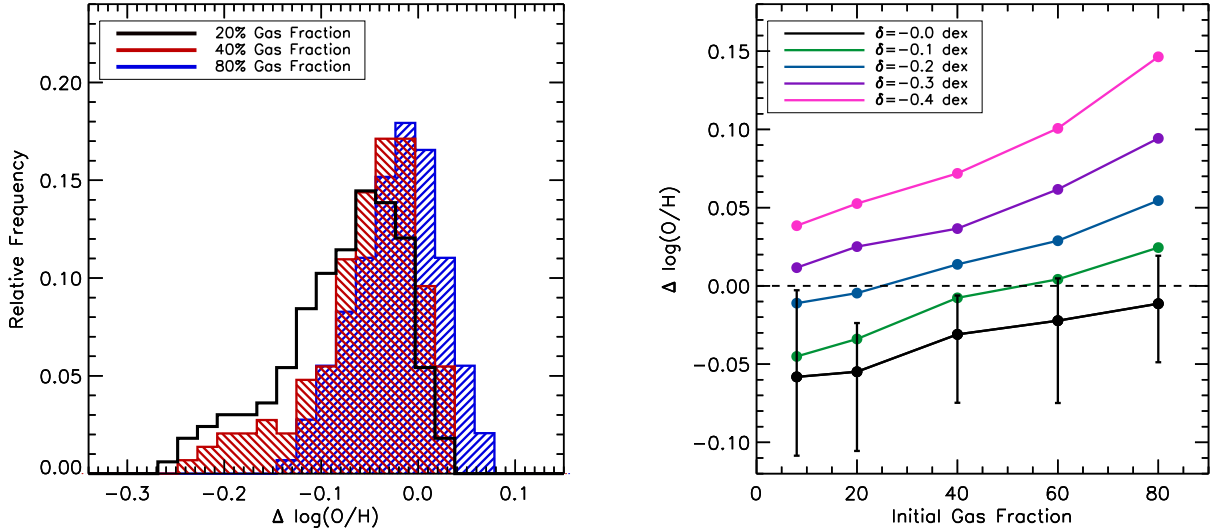 20% Gas Fraction
40% Gas Fraction
80% Gas Fraction
0.20
0.15
0.10
0.05
0.00
Relative Frequency
−0.3 −0.2 −0.1 0.0 0.1
Δ log(O/H)
δ=−0.0 dex
δ=−0.1 dex
δ=−0.2 dex
δ=−0.3 dex
δ=−0.4 dex
0.15
0.10
0.05
0.00
−0.05
−0.10
Δ log(O/H)
0 20 40 60 80
Initial Gas Fraction